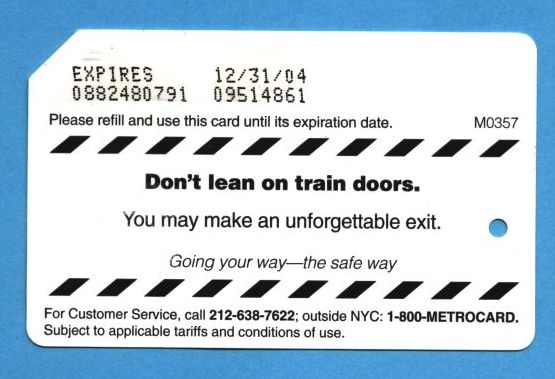 EXPIRES 12/31/04
0882480791 09514861
Please refill and use this card until its expiration date. M0357
Don't lean on train doors.
You may make an unforgettable exit.
Going your way—the safe way
For Customer Service, call 212-638-7622; outside NYC: 1-800-METROCARD.
Subject to applicable tariffs and conditions of use.